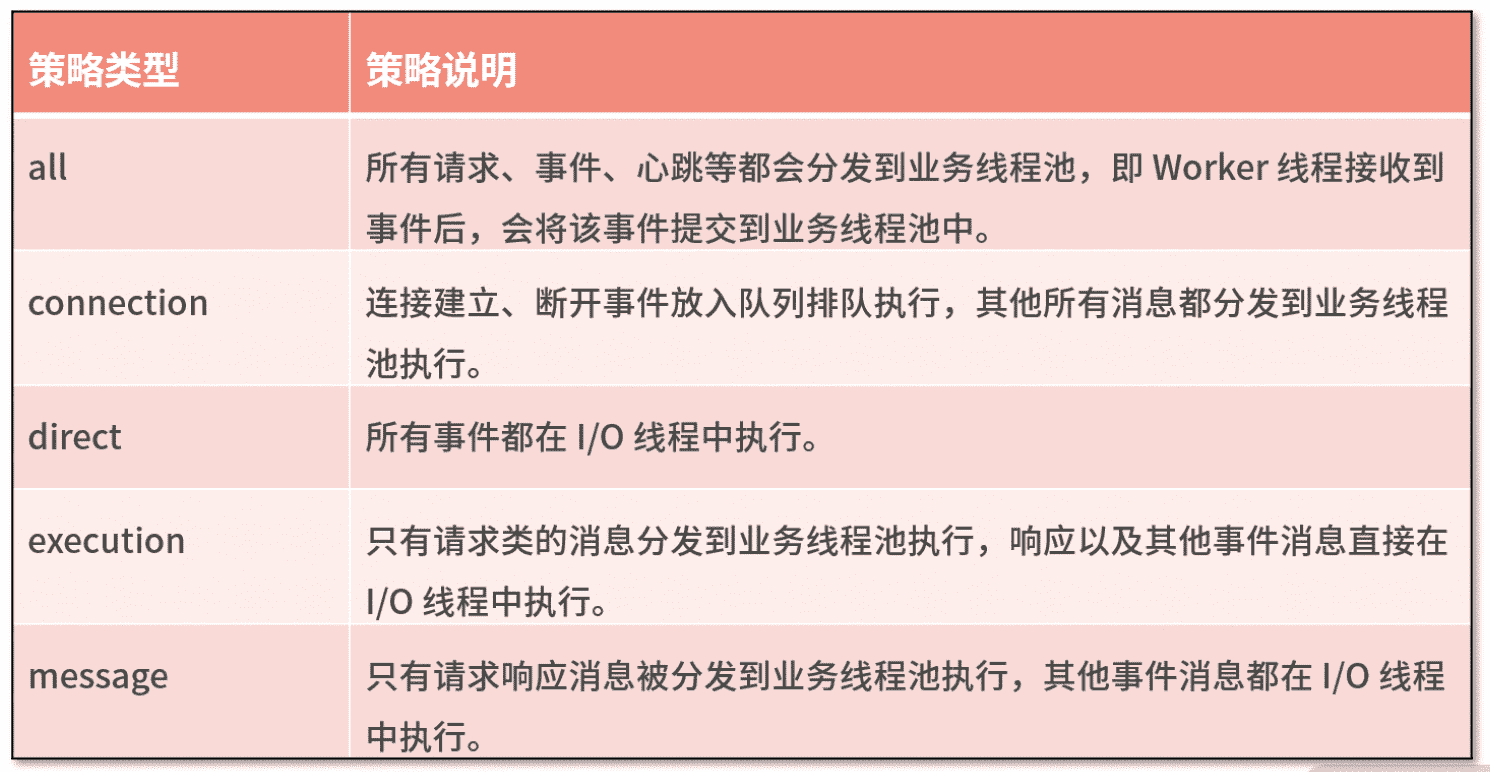 策略类型 策略说明
all 所有请求、事件、心跳等都会分发到业务线程池，即 Worker 线程接收到
事件后，会将该事件提交到业务线程池中。
connection 连接建立、断开事件放入队列排队执行，其他所有消息都分发到业务线程
池执行。
direct 所有事件都在 I/O 线程中执行。
execution 只有请求类的消息分发到业务线程池执行，响应以及其他事件消息直接在
I/O 线程中执行。
message 只有请求响应消息被分发到业务线程池执行，其他事件消息都在 I/O 线程
中执行。